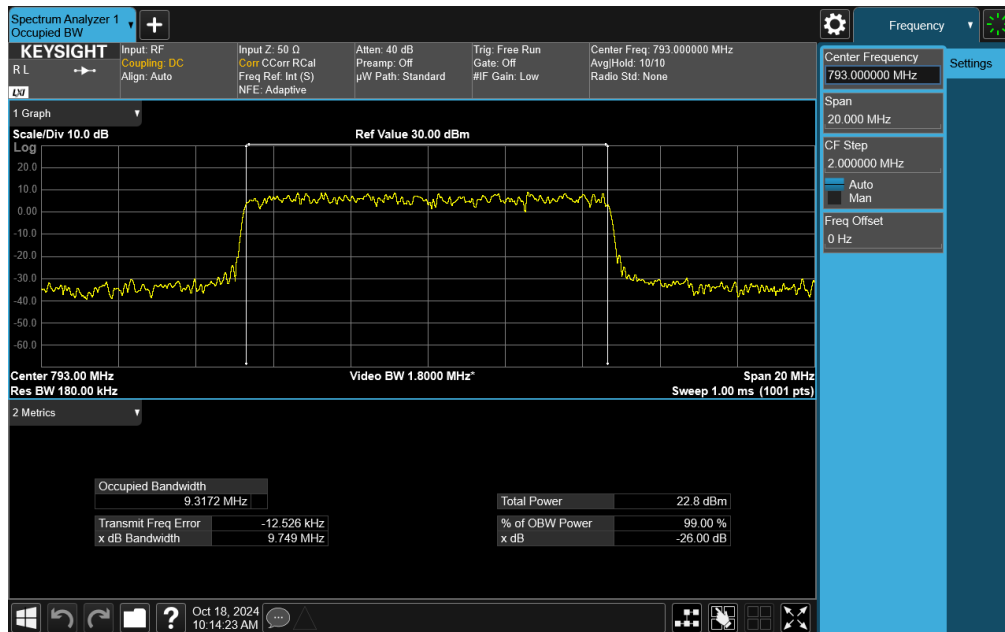 Spectrum Analyzer 1
Occupied BW
Frequency
KEYSIGHT
R L
LXI
Input: RF
Coupling: DC
Align: Auto
Input Z: 50 Ω
Corr CCorr RCal
Freq Ref: Int (S)
NFE: Adaptive
Atten: 40 dB
Preamp: Off
µW Path: Standard
Trig: Free Run
Gate: Off
#IF Gain: Low
Center Freq: 793.000000 MHz
Avg|Hold: 10/10
Radio Std: None
Center Frequency
793.000000 MHz
Settings
Span
20.000 MHz
CF Step
2.000000 MHz
Auto
Man
Freq Offset
0 Hz
1 Graph
Scale/Div 10.0 dB
Ref Value 30.00 dBm
Log
20.0
10.0
0.00
-10.0
-20.0
-30.0
-40.0
-50.0
-60.0
Center 793.00 MHz
Video BW 1.8000 MHz*
Span 20 MHz
Res BW 180.00 kHz
Sweep 1.00 ms (1001 pts)
2 Metrics
Occupied Bandwidth
9.3172 MHz
Total Power 22.8 dBm
Transmit Freq Error -12.526 kHz
% of OBW Power 99.00 %
x dB Bandwidth 9.749 MHz
x dB -26.00 dB
?
Oct 18, 2024
10:14:23 AM